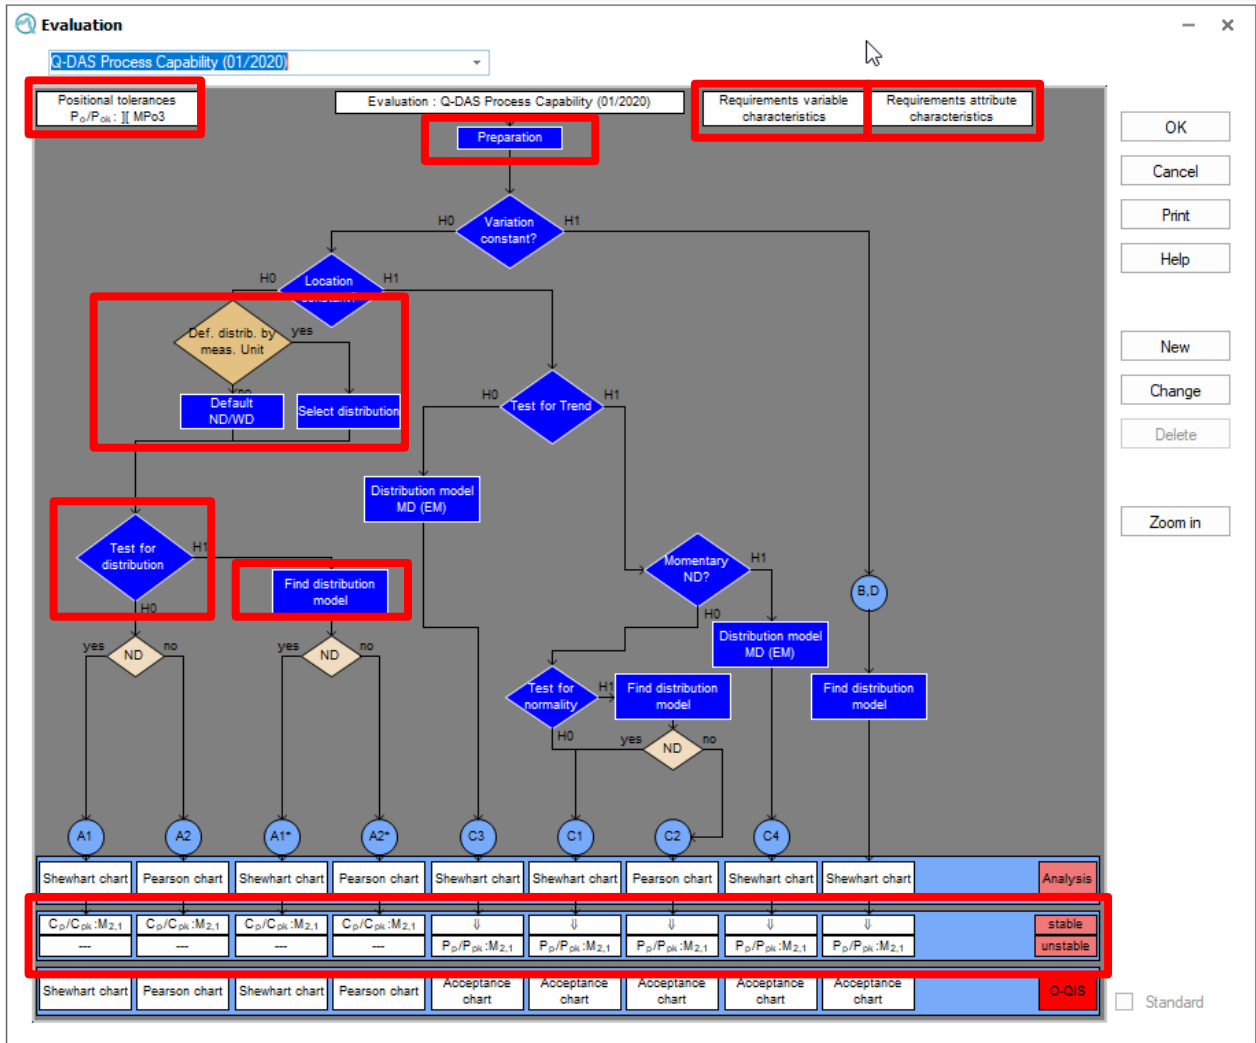 Evaluation
Q-DAS Process Capability (01/2020)
Positional tolerances
Po/Pok : ][ MPo3
Evaluation : Q-DAS Process Capability (01/2020)
Requirements variable
characteristics
Requirements attribute
characteristics
OK
Preparation
Cancel
Print
H0
Variation
constant?
H1
Help
H0
Location
constant?
H1
Def. distrib. by
meas. Unit
yes
no
New
Default
ND/WD
Select distribution
H0
Test for Trend
H1
Change
Delete
Distribution model
MD (EM)
Zoom in
Test for
distribution
H1
H0
Find distribution
model
Momentary
ND?
H1
H0
B,D
yes
ND
no
yes
ND
no
Distribution model
MD (EM)
Test for
normality
H1
H0
Find distribution
model
Find distribution
model
yes
ND
no
A1
A2
A1*
A2*
C3
C1
C2
C4
Shewhart chart
Pearson chart
Shewhart chart
Pearson chart
Shewhart chart
Shewhart chart
Pearson chart
Shewhart chart
Shewhart chart
Analysis
Cp/Cpk :M2,1
Cp/Cpk :M2,1
Cp/Cpk :M2,1
Cp/Cpk :M2,1
⇓
⇓
⇓
⇓
⇓
stable
---
---
---
---
Pp/Ppk :M2,1
Pp/Ppk :M2,1
Pp/Ppk :M2,1
Pp/Ppk :M2,1
Pp/Ppk :M2,1
unstable
Shewhart chart
Pearson chart
Shewhart chart
Pearson chart
Acceptance
chart
Acceptance
chart
Acceptance
chart
Acceptance
chart
Acceptance
chart
O-QIS
Standard